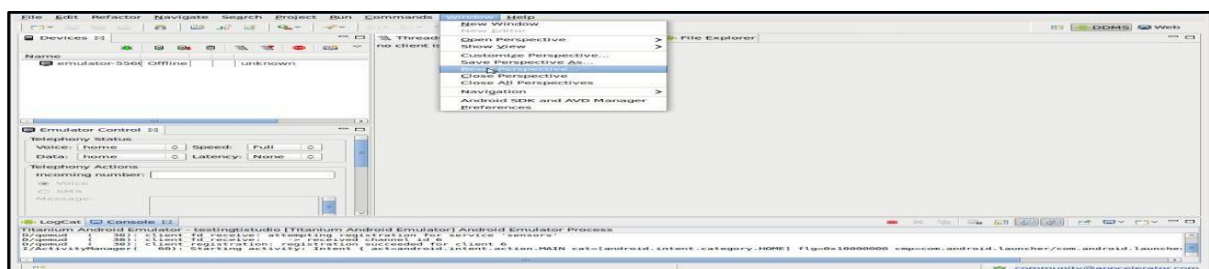 File Edit Refactor Navigate Search Project Run Commands Window Help
New Window
New Editor
DDMS Web
Devices
Threads
File Explorer
Open Perspective >
no client is
Show View >
Name
Customize Perspective...
emulator-5566 Offline unknown
Save Perspective As...
Reset Perspective...
Close Perspective
Close All Perspectives
Navigation >
Android SDK and AVD Manager
Preferences
Emulator Control
Telephony Status
Voice: home Speed: Full
Data: home Latency: None
Telephony Actions
Incoming number:
Voice
SMS
Message:
LogCat Console
Titanium Android Emulator - testingtistudio [Titanium Android Emulator] Android Emulator Process
D/qemud ( 38): client_fd_receive: attempting registration for service 'sensors'
D/qemud ( 38): client_fd_receive: -> received channel id 6
D/qemud ( 38): client_registration: registration succeeded for client 6
I/ActivityManager( 60): Starting activity: Intent { act=android.intent.action.MAIN cat=[android.intent.category.HOME] flg=0x10000000 cmp=com.android.launcher/com.android.launche
community@appcelerator.com